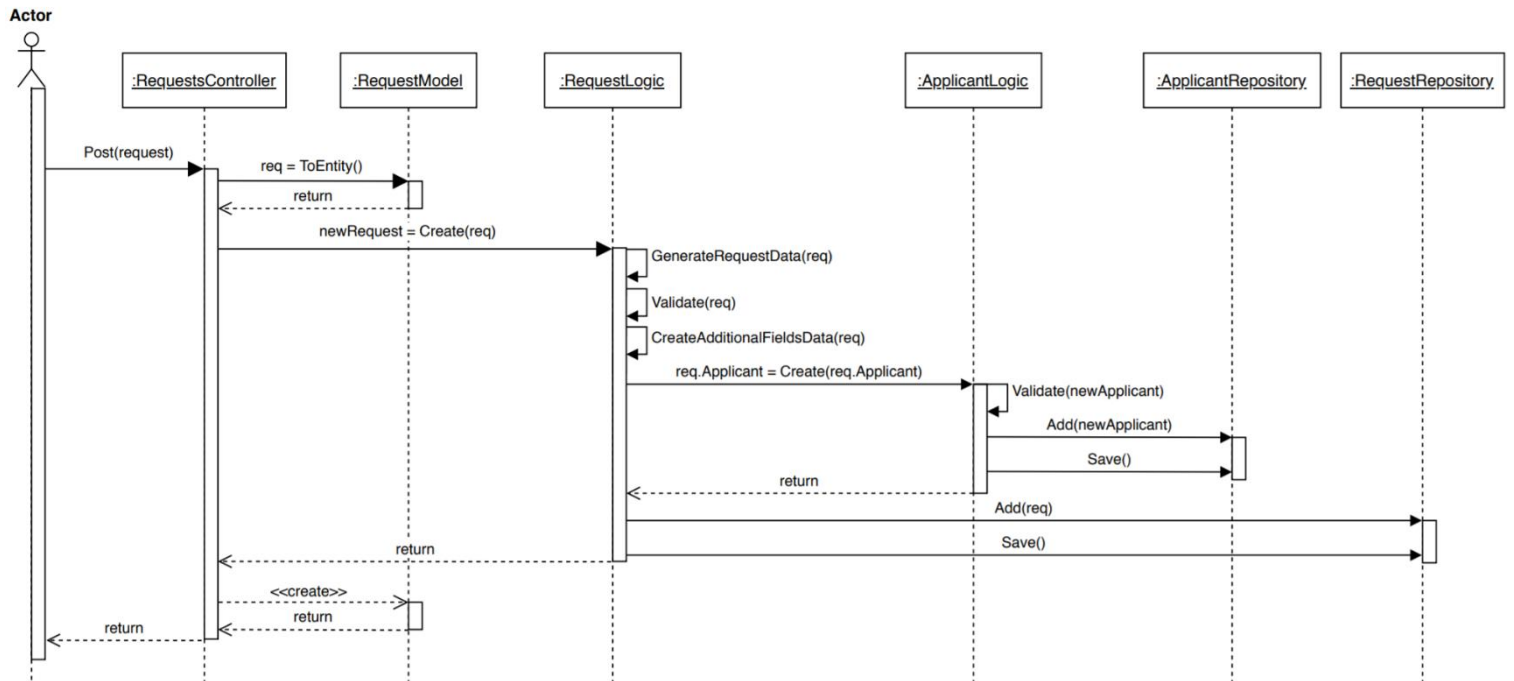 Actor
:RequestsController
:RequestModel
:RequestLogic
:ApplicantLogic
:ApplicantRepository
:RequestRepository
Post(request)
req = ToEntity()
return
newRequest = Create(req)
GenerateRequestData(req)
Validate(req)
CreateAdditionalFieldsData(req)
req.Applicant = Create(req.Applicant)
Validate(newApplicant)
Add(newApplicant)
Save()
return
Add(req)
Save()
return
<<create>>
return
return